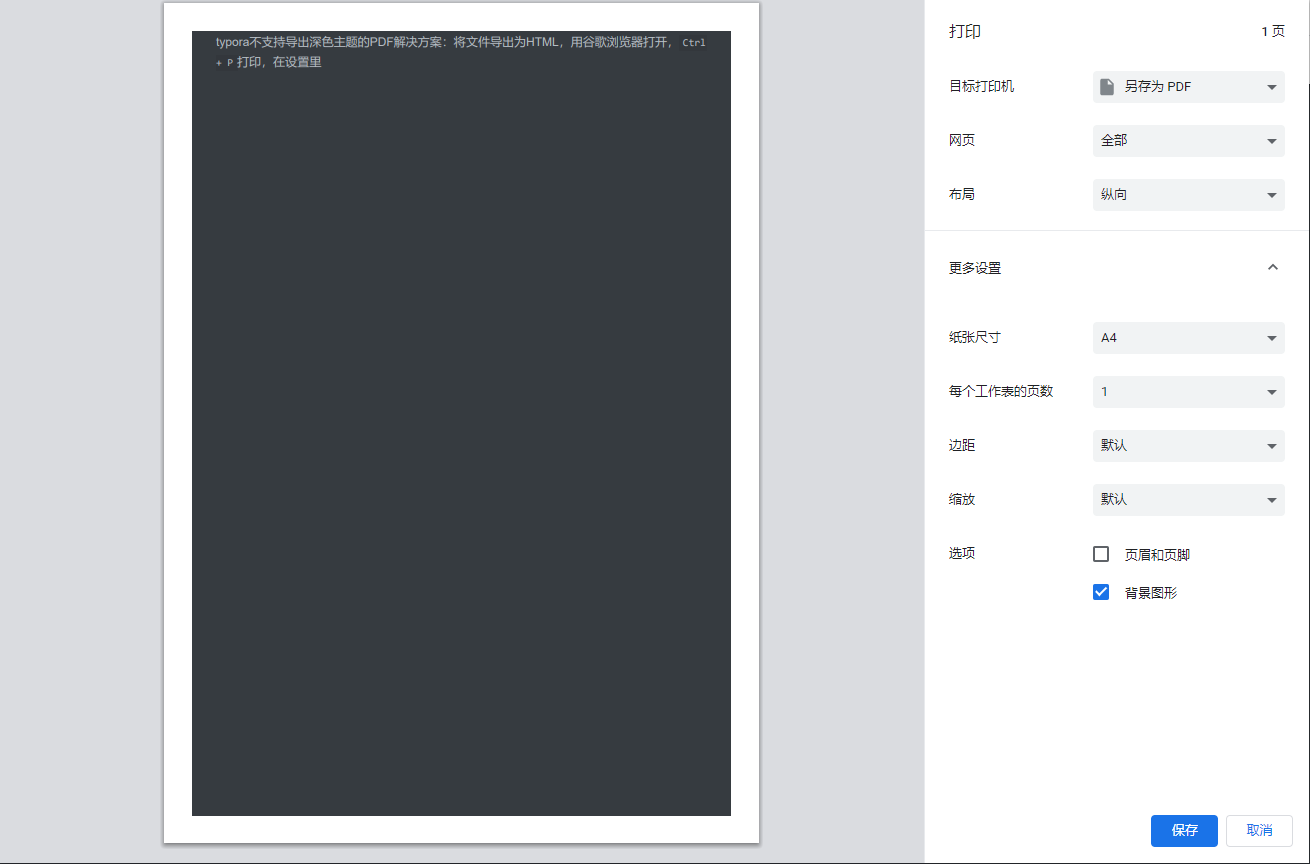 typora不支持导出深色主题的PDF解决方案：将文件导出为HTML，用谷歌浏览器打开，Ctrl
+ P 打印，在设置里
打印
1 页
目标打印机
另存为 PDF
网页
全部
布局
纵向
更多设置
纸张尺寸
A4
每个工作表的页数
1
边距
默认
缩放
默认
选项
页眉和页脚
背景图形
保存
取消